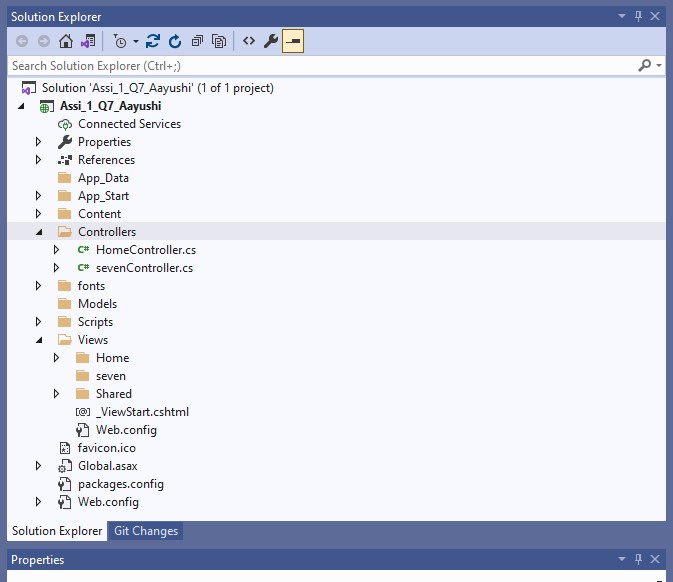 Solution Explorer
Search Solution Explorer (Ctrl+;)
Solution 'Assi_1_Q7_Aayushi' (1 of 1 project)
Assi_1_Q7_Aayushi
Connected Services
Properties
References
App_Data
App_Start
Content
Controllers
C# HomeController.cs
C# sevenController.cs
fonts
Models
Scripts
Views
Home
seven
Shared
[@] _ViewStart.cshtml
Web.config
favicon.ico
Global.asax
packages.config
Web.config
Solution Explorer Git Changes
Properties